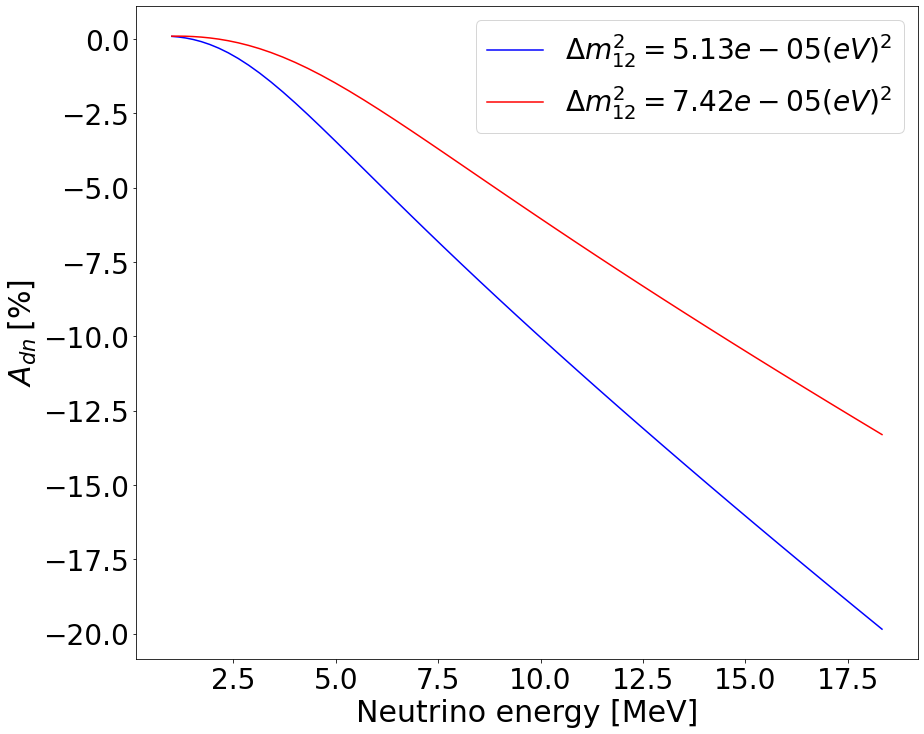 Δm²₁₂ = 5.13e − 05(eV)²
Δm²₁₂ = 7.42e − 05(eV)²
A_dn [%]
0.0
−2.5
−5.0
−7.5
−10.0
−12.5
−15.0
−17.5
−20.0
2.5 5.0 7.5 10.0 12.5 15.0 17.5
Neutrino energy [MeV]